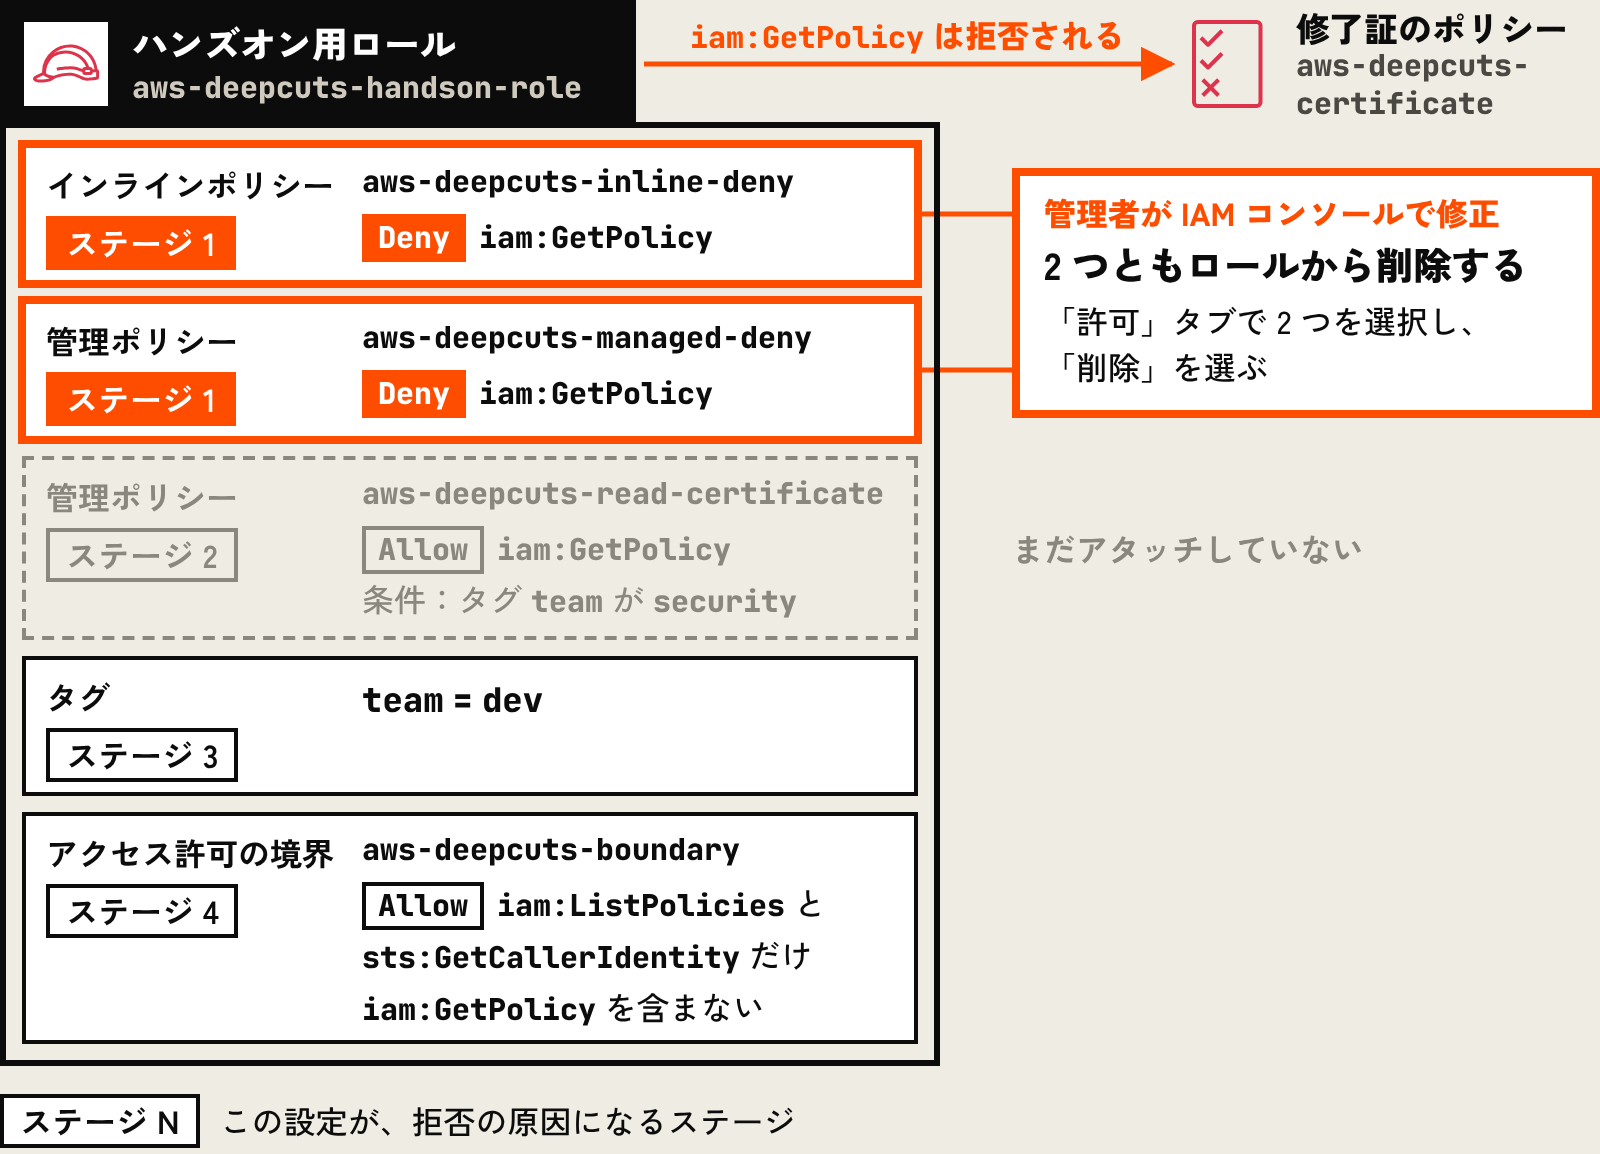 ハンズオン用ロール
aws-deepcuts-handson-role
iam:GetPolicy は拒否される
修了証のポリシー
aws-deepcuts-
certificate
インラインポリシー
ステージ 1
aws-deepcuts-inline-deny
Deny iam:GetPolicy
管理ポリシー
ステージ 1
aws-deepcuts-managed-deny
Deny iam:GetPolicy
管理者が IAM コンソールで修正
2 つともロールから削除する
「許可」タブで 2 つを選択し、
「削除」を選ぶ
管理ポリシー
ステージ 2
aws-deepcuts-read-certificate
Allow iam:GetPolicy
条件：タグ team が security
まだアタッチしていない
タグ
ステージ 3
team = dev
アクセス許可の境界
ステージ 4
aws-deepcuts-boundary
Allow iam:ListPolicies と
sts:GetCallerIdentity だけ
iam:GetPolicy を含まない
ステージ N この設定が、拒否の原因になるステージ